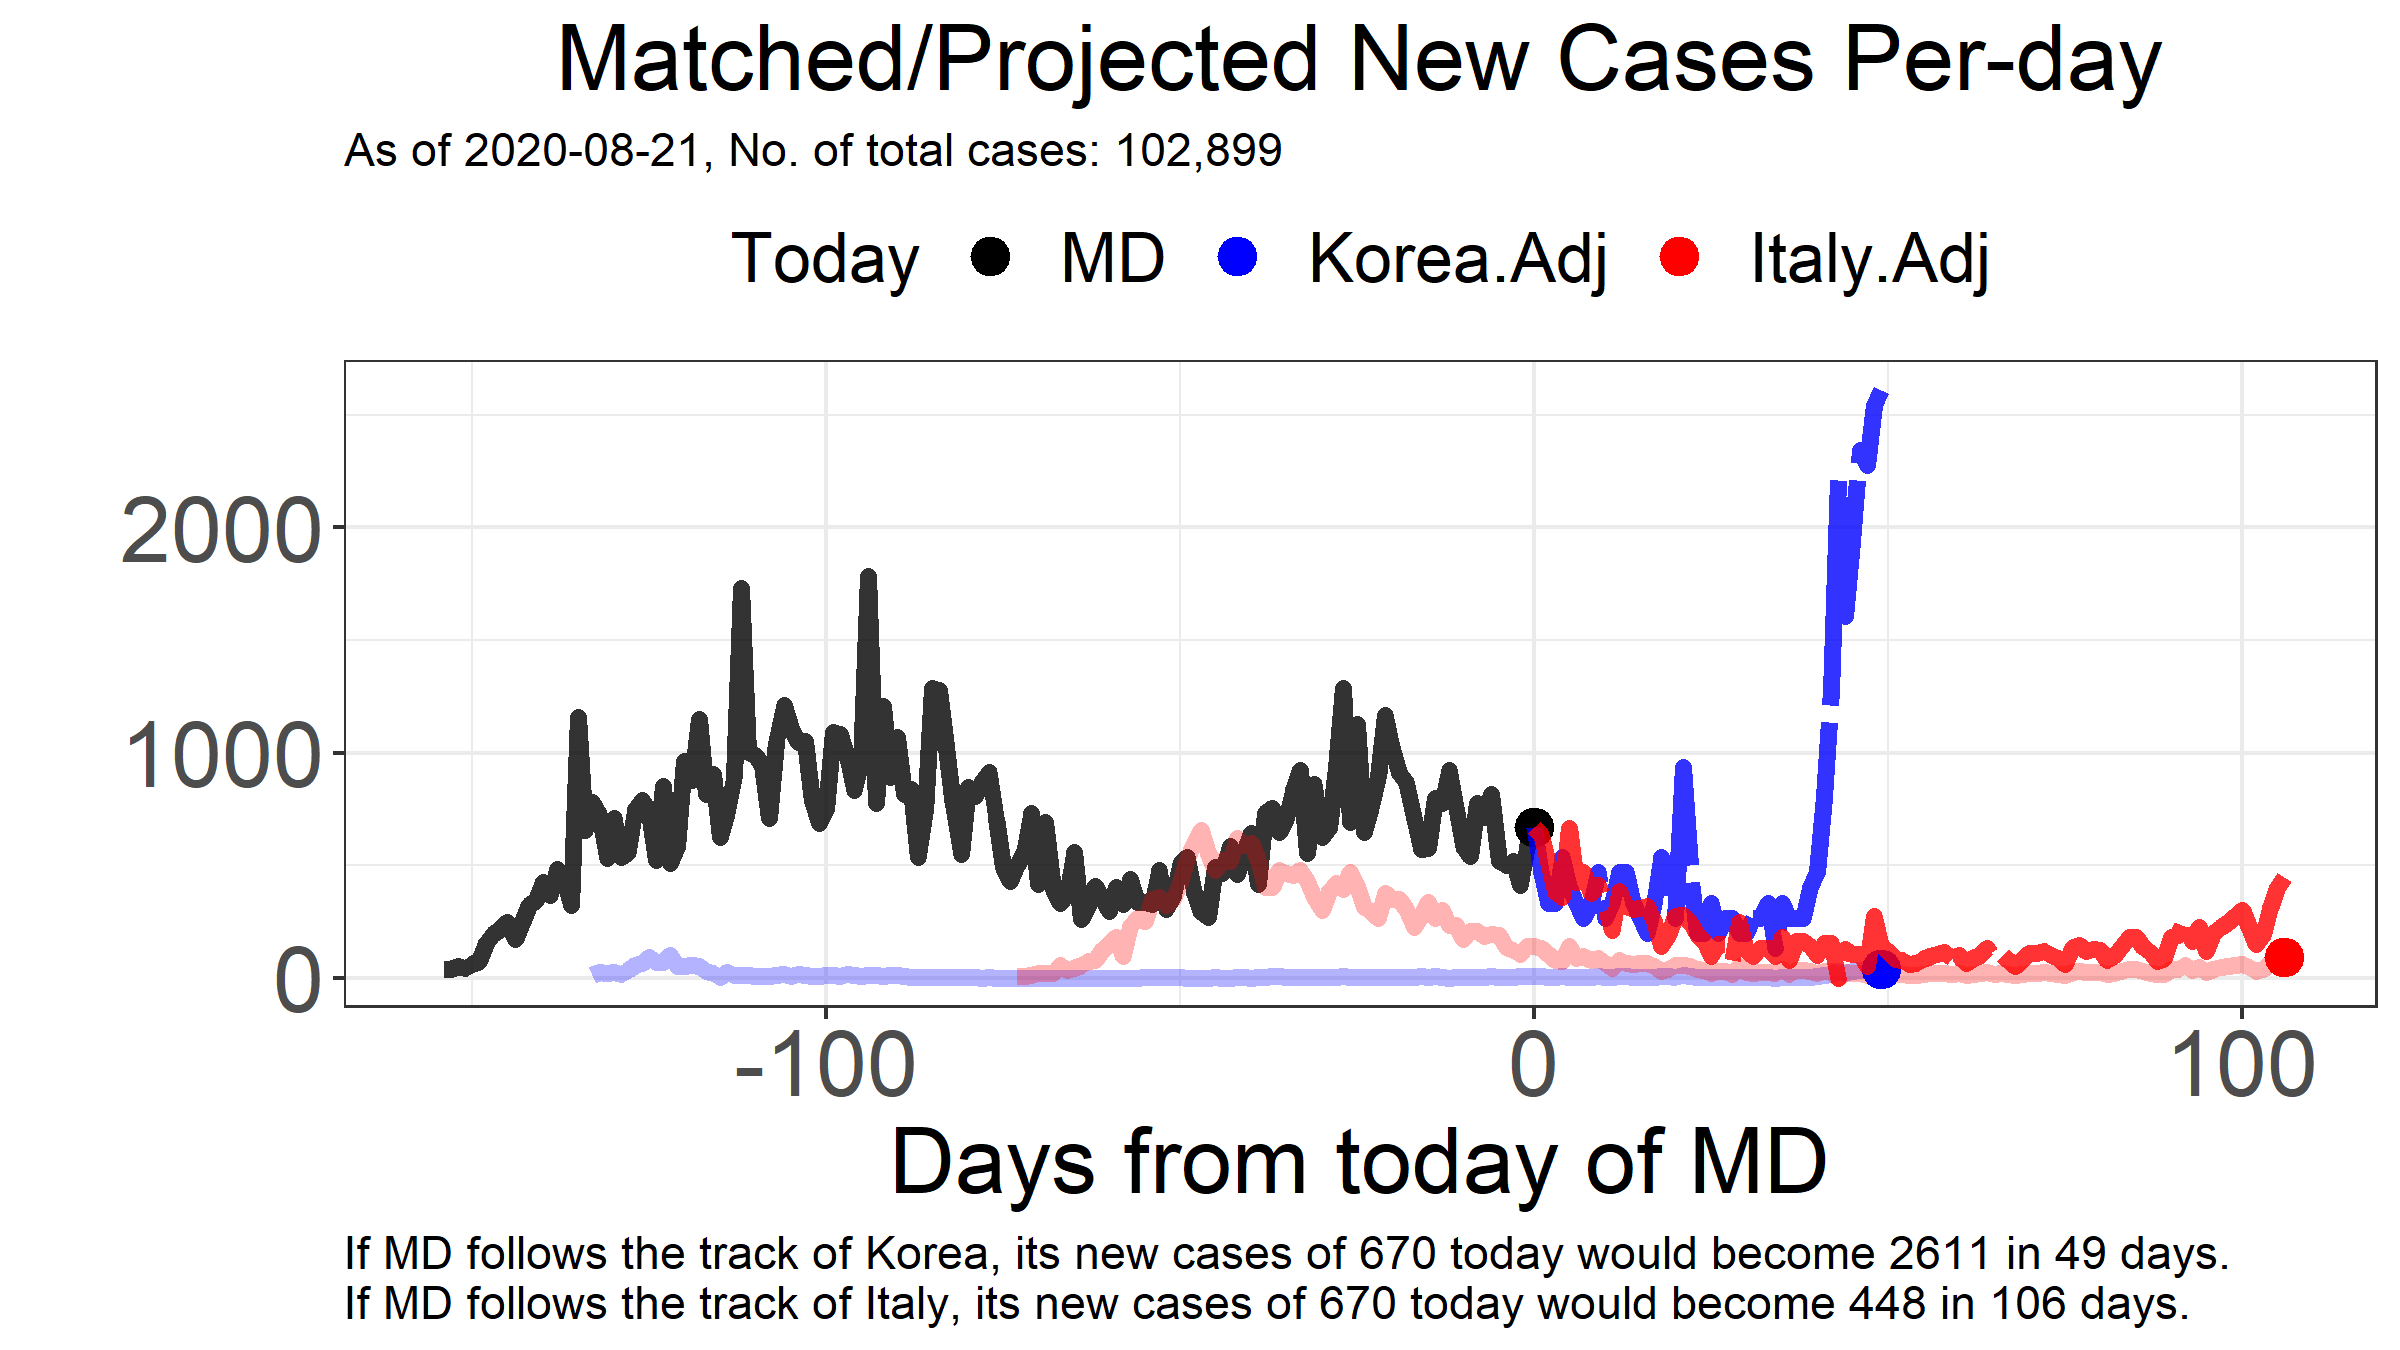 Matched/Projected New Cases Per-day
As of 2020-08-21, No. of total cases: 102,899
Today MD Korea.Adj Italy.Adj
2000
1000
0
-100 0 100
Days from today of MD
If MD follows the track of Korea, its new cases of 670 today would become 2611 in 49 days.
If MD follows the track of Italy, its new cases of 670 today would become 448 in 106 days.